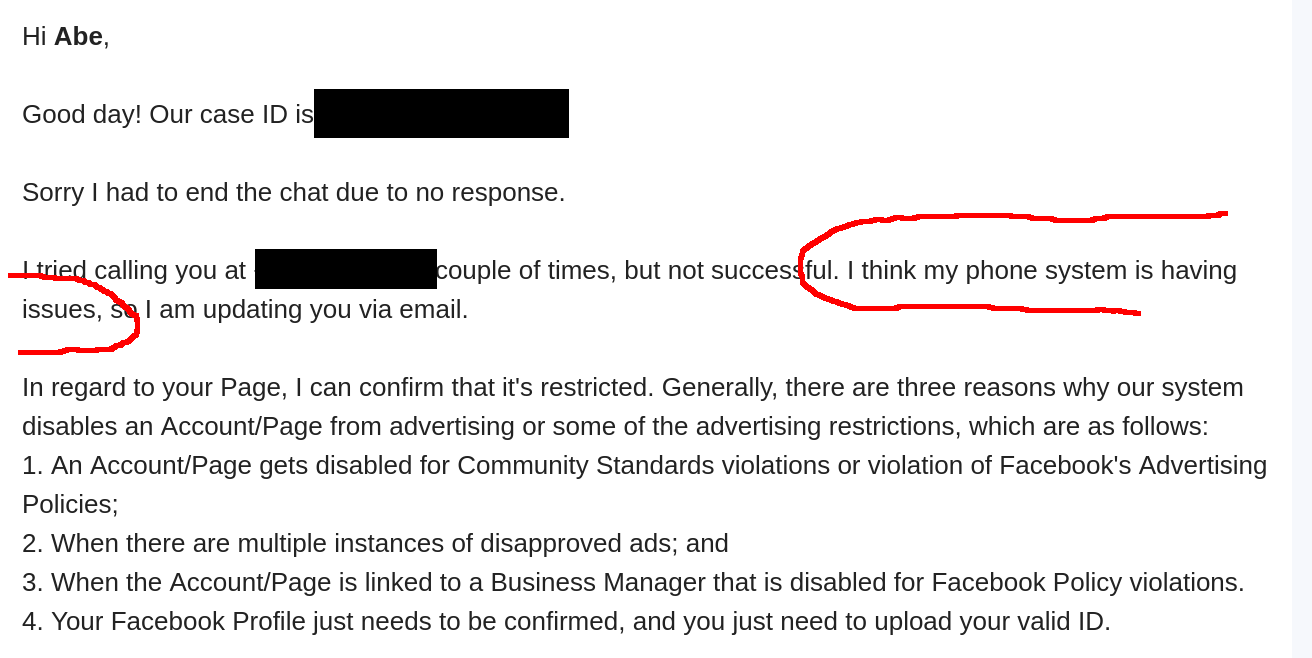 Hi Abe,
Good day! Our case ID is
Sorry I had to end the chat due to no response.
I tried calling you at couple of times, but not successful. I think my phone system is having
issues, so I am updating you via email.
In regard to your Page, I can confirm that it's restricted. Generally, there are three reasons why our system
disables an Account/Page from advertising or some of the advertising restrictions, which are as follows:
1. An Account/Page gets disabled for Community Standards violations or violation of Facebook's Advertising
Policies;
2. When there are multiple instances of disapproved ads; and
3. When the Account/Page is linked to a Business Manager that is disabled for Facebook Policy violations.
4. Your Facebook Profile just needs to be confirmed, and you just need to upload your valid ID.